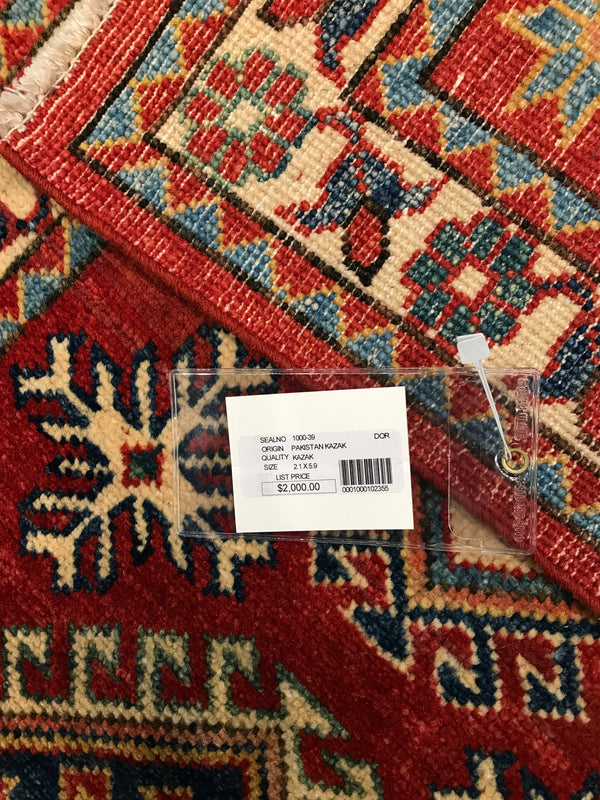 SEALNO 1000-39 DOR
ORIGIN PAKISTAN KAZAK
QUALITY KAZAK
SIZE 2.1 X 5.9
LIST PRICE
$2,000.00
0001000102355